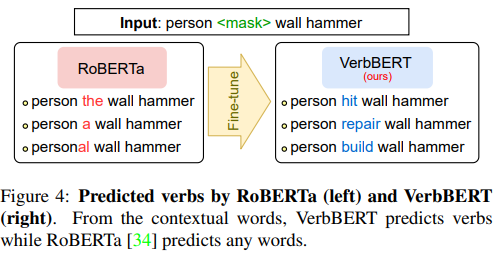 Input: person <mask> wall hammer
RoBERTa
person the wall hammer
person a wall hammer
personal wall hammer
Fine-tune
VerbBERT
(ours)
person hit wall hammer
person repair wall hammer
person build wall hammer
Figure 4: Predicted verbs by RoBERTa (left) and VerbBERT
(right). From the contextual words, VerbBERT predicts verbs
while RoBERTa [34] predicts any words.